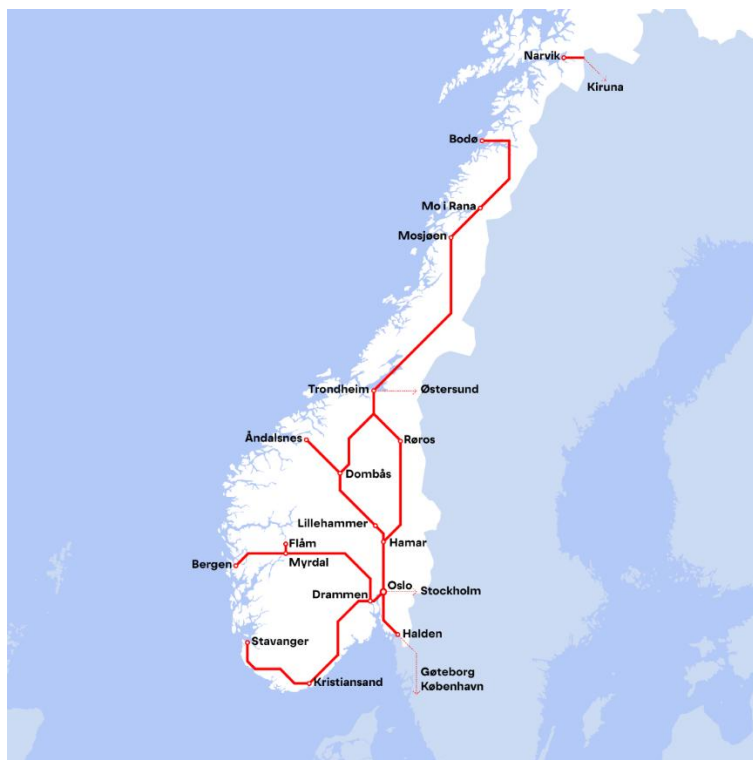 Narvik
Kiruna
Bodø
Mo i Rana
Mosjøen
Trondheim
Østersund
Åndalsnes
Røros
Dombås
Lillehammer
Hamar
Flåm
Bergen
Myrdal
Oslo
Stockholm
Drammen
Halden
Stavanger
Gøteborg
København
Kristiansand